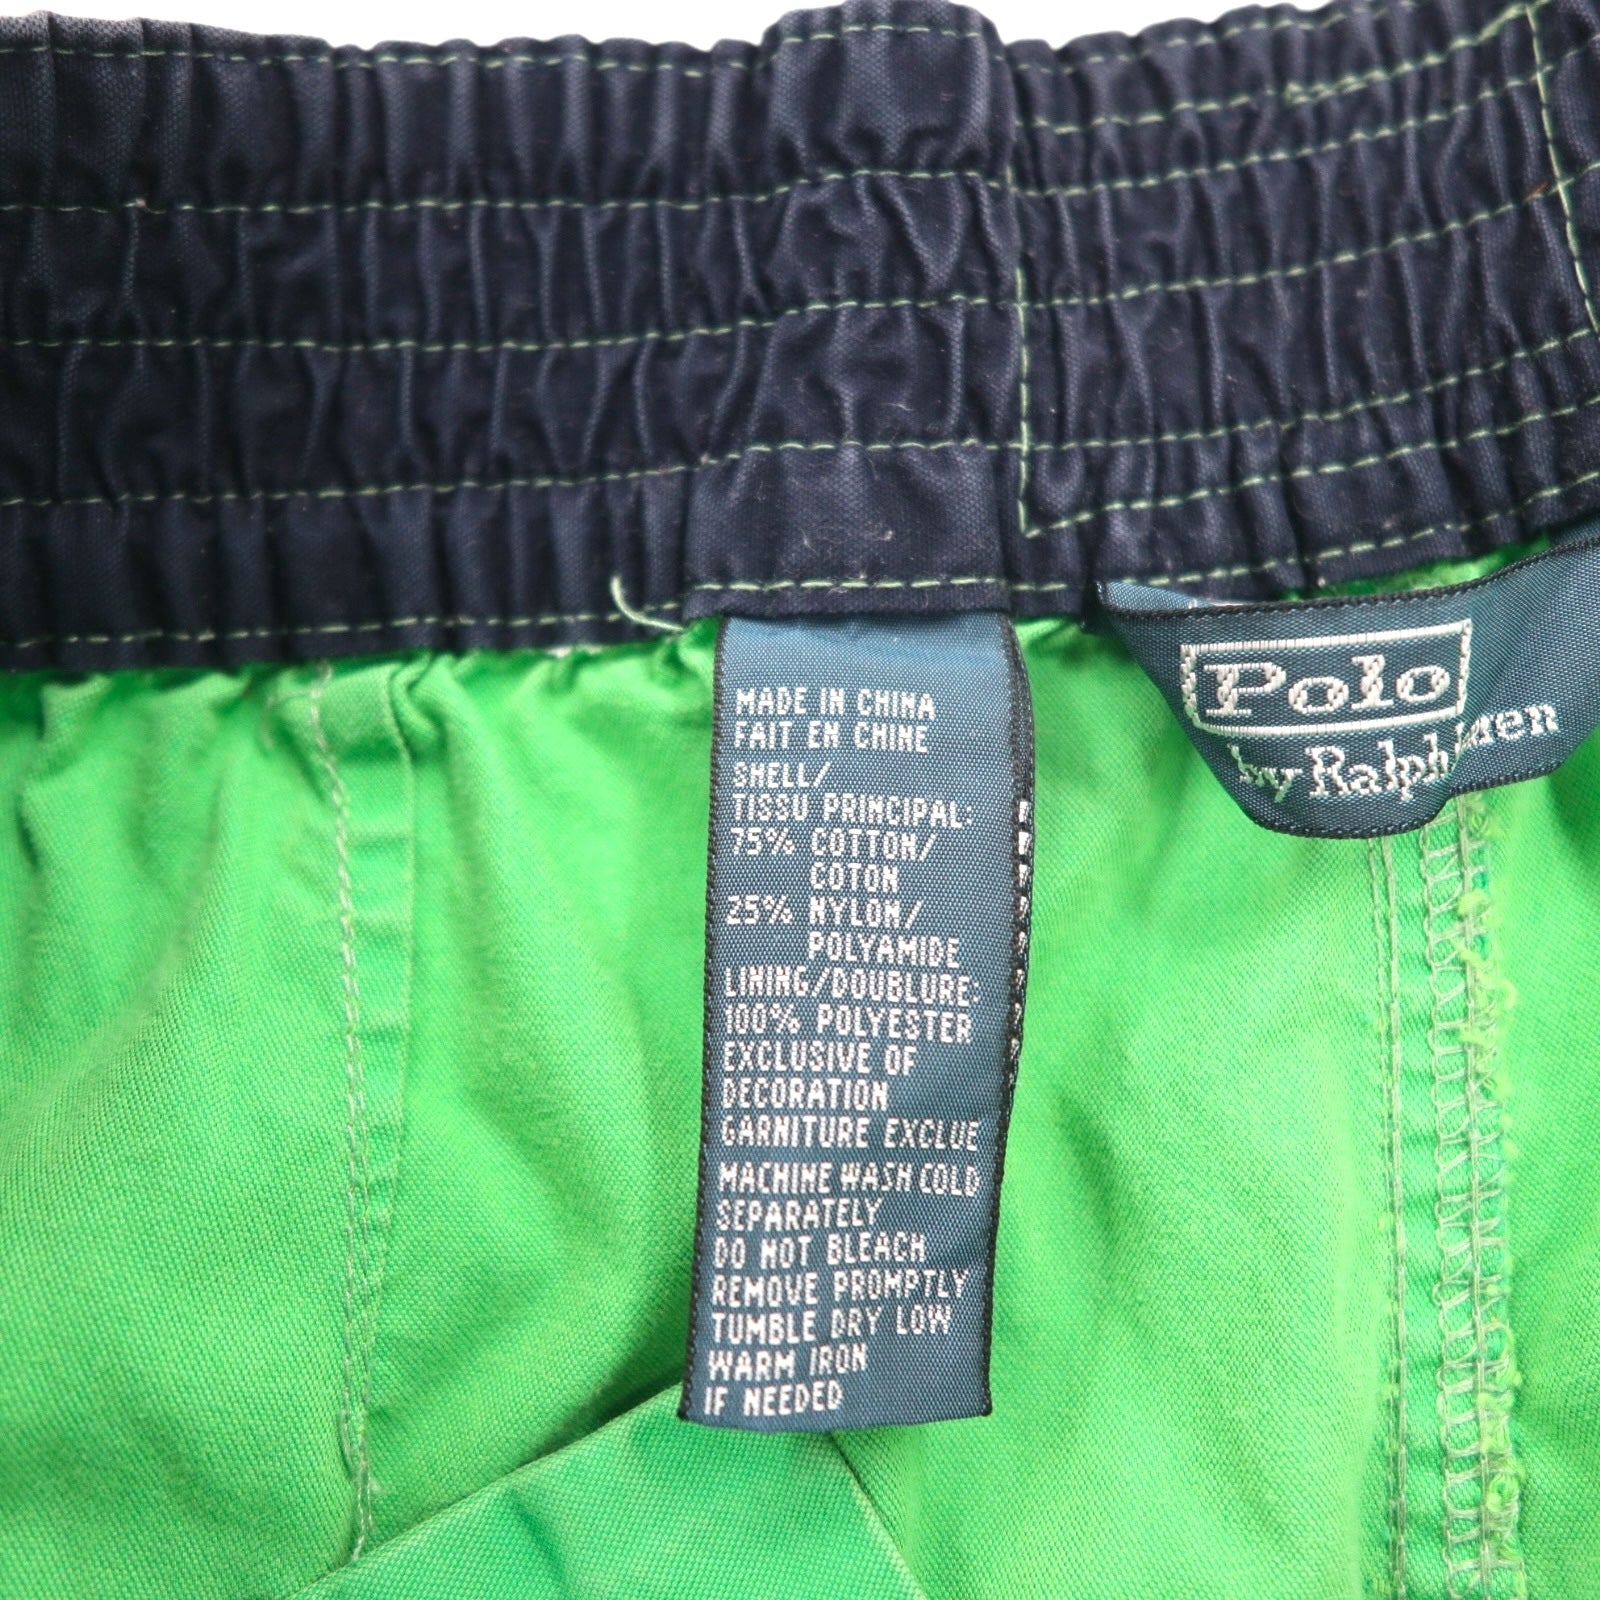 MADE IN CHINA
FAIT EN CHINE
SHELL/
TISSU PRINCIPAL:
75% COTTON/
COTON
25% NYLON/
POLYAMIDE
LINING/DOUBLURE:
100% POLYESTER
EXCLUSIVE OF
DECORATION
GARNITURE EXCLUE
MACHINE WASH COLD
SEPARATELY
DO NOT BLEACH
REMOVE PROMPTLY
TUMBLE DRY LOW
WARM IRON
IF NEEDED
Polo
by Ralph Lauren